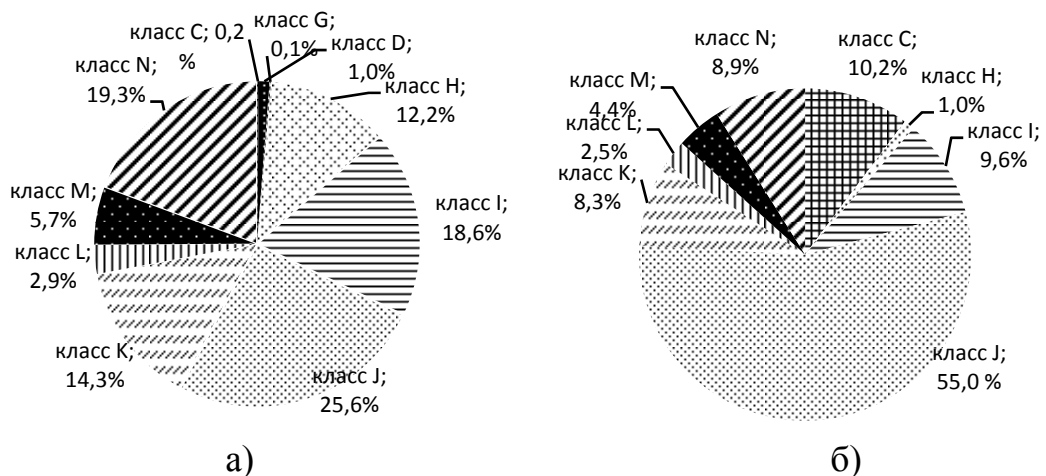 класс C; 0,2
%
класс G;
0,1%
класс D;
1,0%
класс H;
12,2%
класс I;
18,6%
класс J;
25,6%
класс K;
14,3%
класс L;
2,9%
класс M;
5,7%
класс N;
19,3%
а)
класс C;
10,2%
класс H;
1,0%
класс I;
9,6%
класс J;
55,0 %
класс K;
8,3%
класс L;
2,5%
класс M;
4,4%
класс N;
8,9%
б)